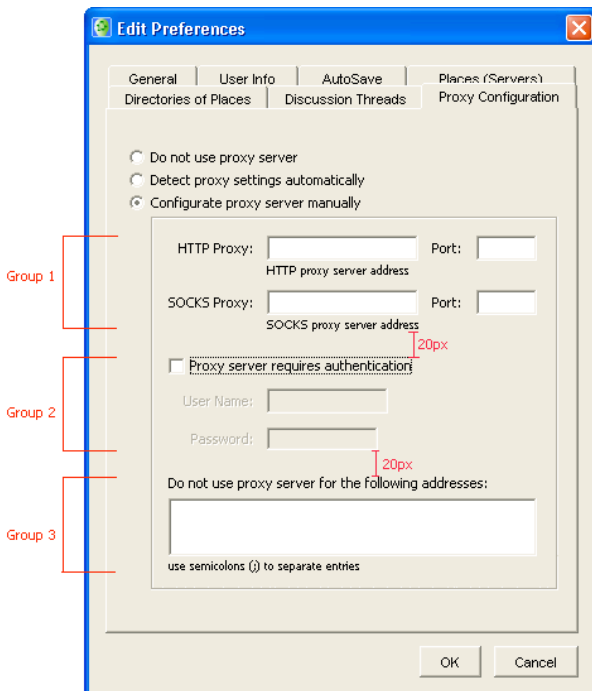 Edit Preferences
General User Info AutoSave Places (Servers)
Directories of Places Discussion Threads Proxy Configuration
Do not use proxy server
Detect proxy settings automatically
Configurate proxy server manually
Group 1
HTTP Proxy: Port:
HTTP proxy server address
SOCKS Proxy: Port:
SOCKS proxy server address
20px
Group 2
Proxy server requires authentication
User Name:
Password:
20px
Group 3
Do not use proxy server for the following addresses:
use semicolons (;) to separate entries
OK Cancel